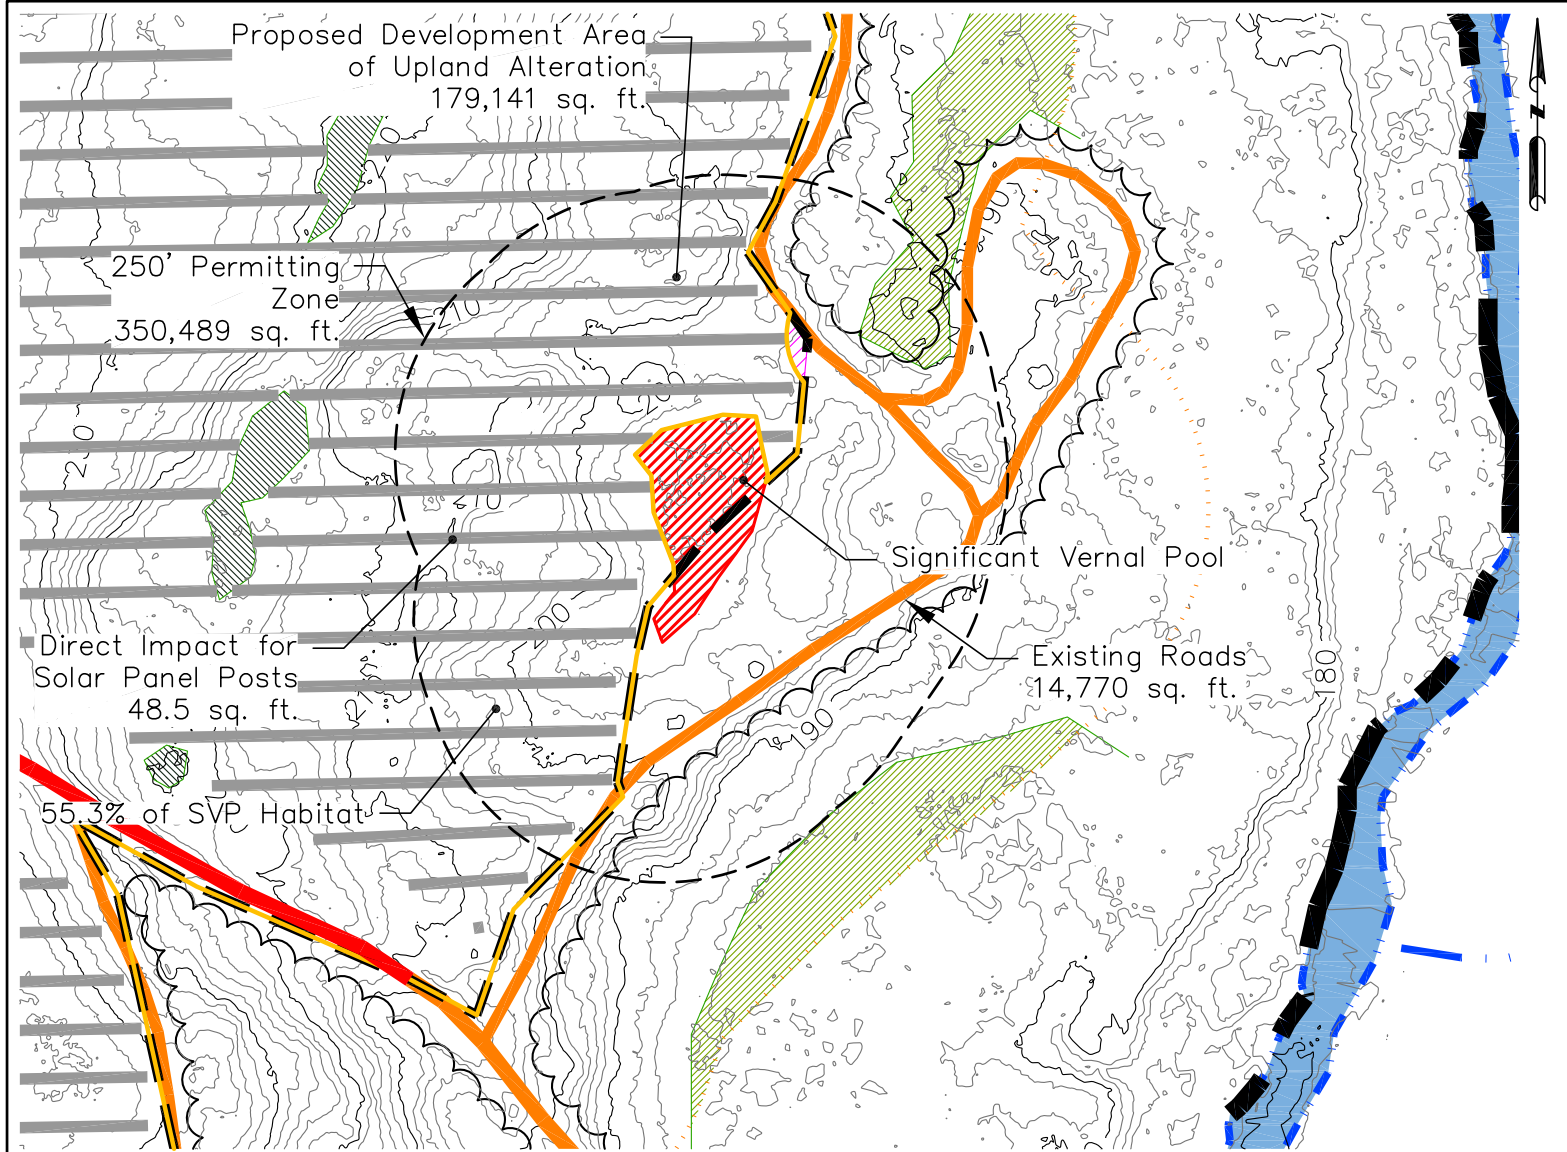 Proposed Development Area
of Upland Alteration
179,141 sq. ft.
250' Permitting
Zone
350,489 sq. ft.
210
190
230
Significant Vernal Pool
Direct Impact for
Solar Panel Posts
48.5 sq. ft.
200
Existing Roads
14,770 sq. ft.
180
190
55.3% of SVP Habitat